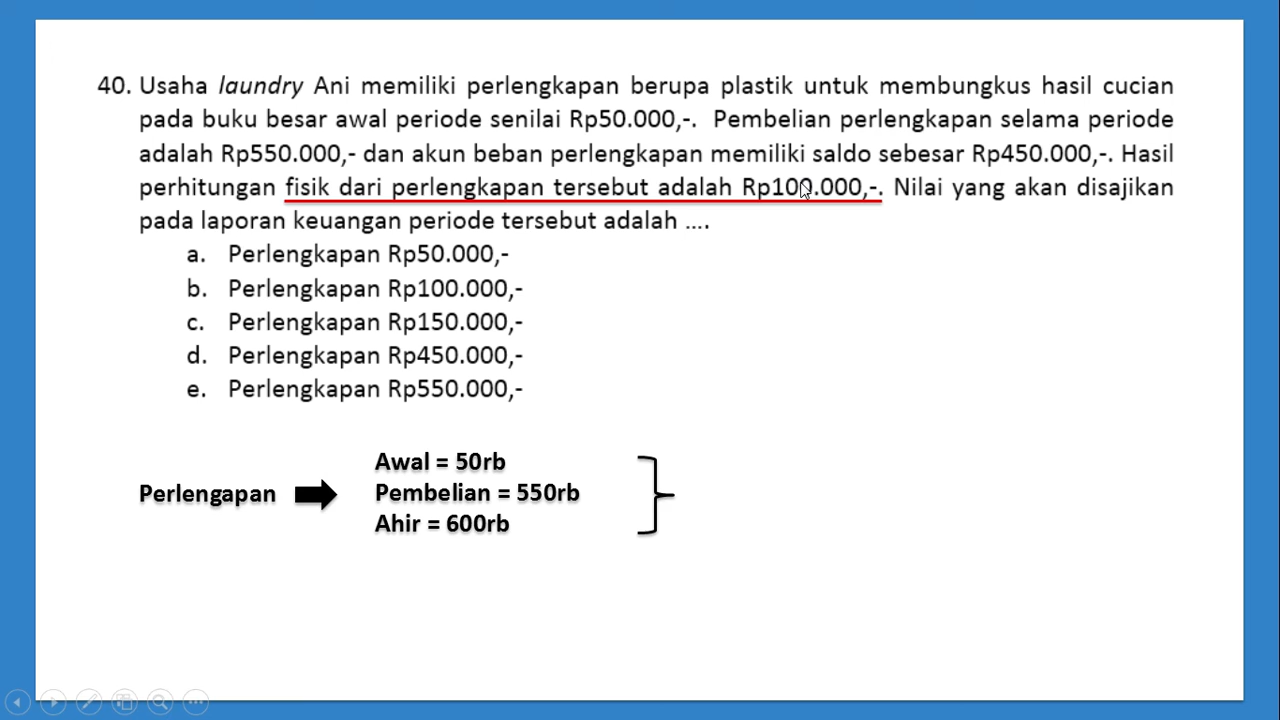 40. Usaha laundry Ani memiliki perlengkapan berupa plastik untuk membungkus hasil cucian
pada buku besar awal periode senilai Rp50.000,-. Pembelian perlengkapan selama periode
adalah Rp550.000,- dan akun beban perlengkapan memiliki saldo sebesar Rp450.000,-. Hasil
perhitungan fisik dari perlengkapan tersebut adalah Rp100.000,-. Nilai yang akan disajikan
pada laporan keuangan periode tersebut adalah ....
a. Perlengkapan Rp50.000,-
b. Perlengkapan Rp100.000,-
c. Perlengkapan Rp150.000,-
d. Perlengkapan Rp450.000,-
e. Perlengkapan Rp550.000,-
Awal = 50rb
Perlengapan
Pembelian = 550rb
Ahir = 600rb